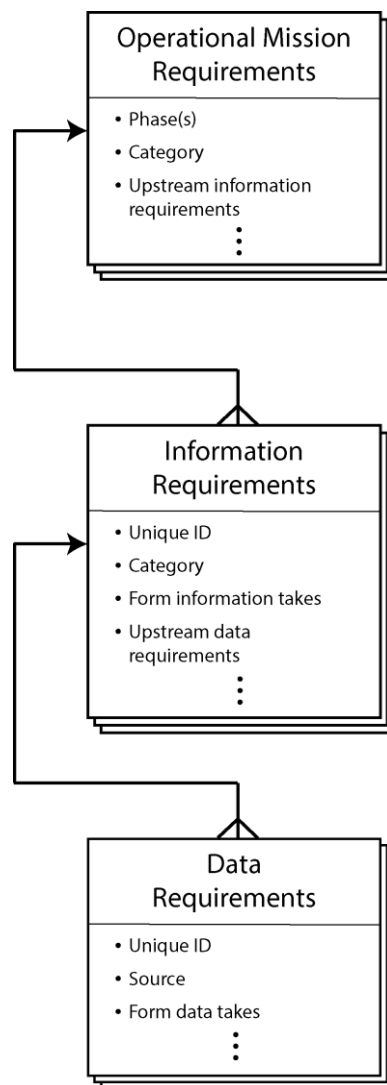 Operational Mission
Requirements
• Phase(s)
• Category
• Upstream information
requirements
Information
Requirements
• Unique ID
• Category
• Form information takes
• Upstream data
requirements
Data
Requirements
• Unique ID
• Source
• Form data takes